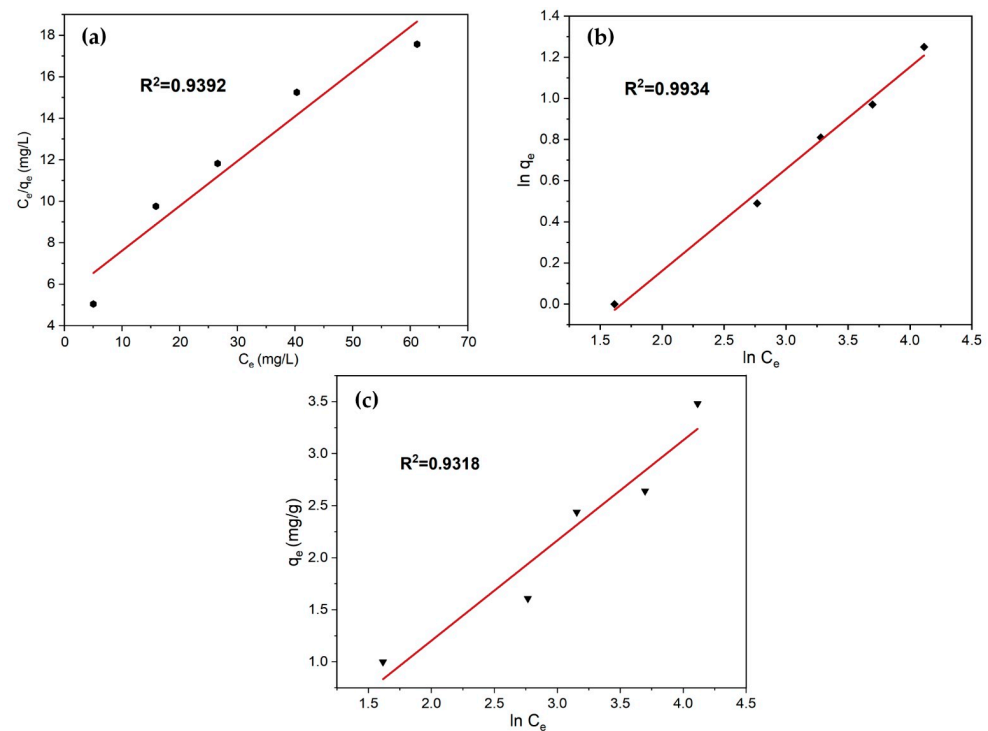 (a)
R²=0.9392
18
16
14
12
10
8
6
4
Cₑ/qₑ (mg/L)
0 10 20 30 40 50 60 70
Cₑ (mg/L)
(b)
R²=0.9934
1.4
1.2
1.0
0.8
0.6
0.4
0.2
0.0
ln qₑ
1.5 2.0 2.5 3.0 3.5 4.0 4.5
ln Cₑ
(c)
R²=0.9318
3.5
3.0
2.5
2.0
1.5
1.0
qₑ (mg/g)
1.5 2.0 2.5 3.0 3.5 4.0 4.5
ln Cₑ